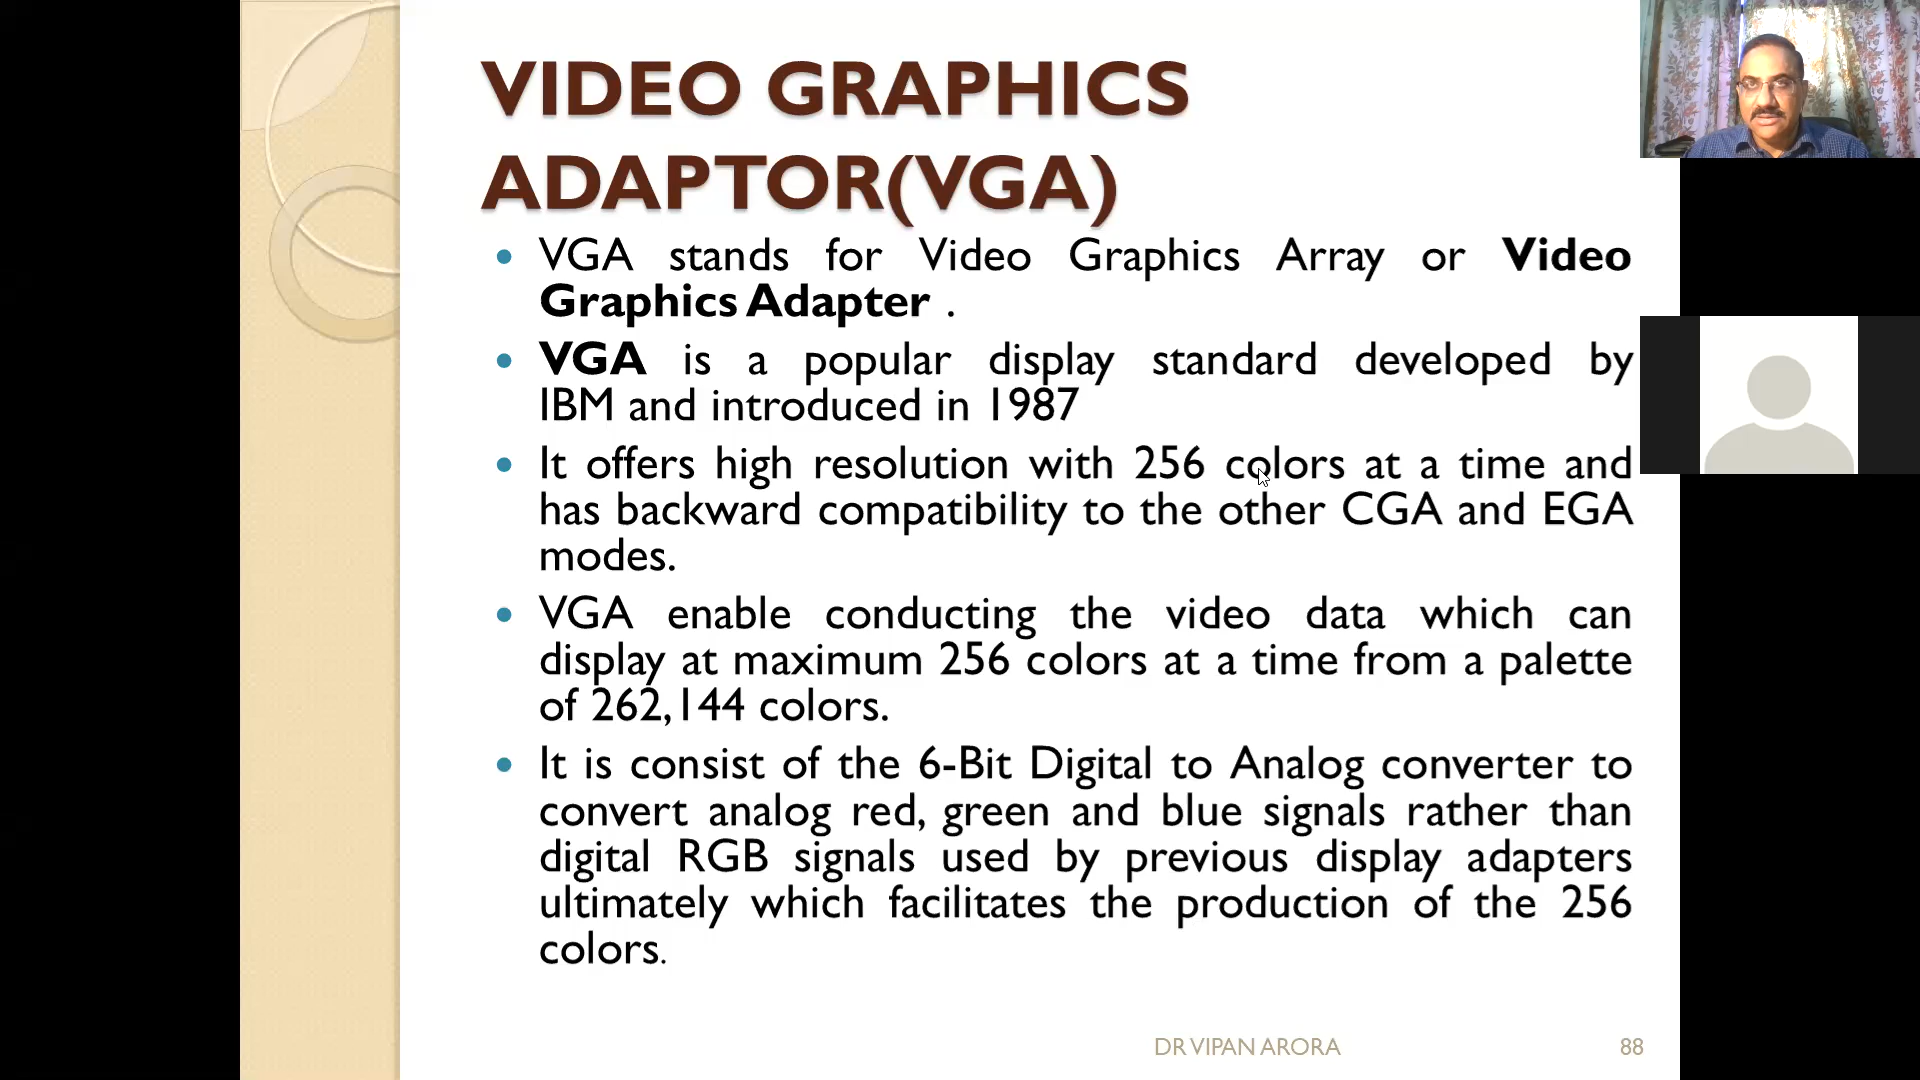 VIDEO GRAPHICS
ADAPTOR(VGA)
• VGA stands for Video Graphics Array or Video
Graphics Adapter .
• VGA is a popular display standard developed by
IBM and introduced in 1987
• It offers high resolution with 256 colors at a time and
has backward compatibility to the other CGA and EGA
modes.
• VGA enable conducting the video data which can
display at maximum 256 colors at a time from a palette
of 262,144 colors.
• It is consist of the 6-Bit Digital to Analog converter to
convert analog red, green and blue signals rather than
digital RGB signals used by previous display adapters
ultimately which facilitates the production of the 256
colors.
DR VIPAN ARORA 88